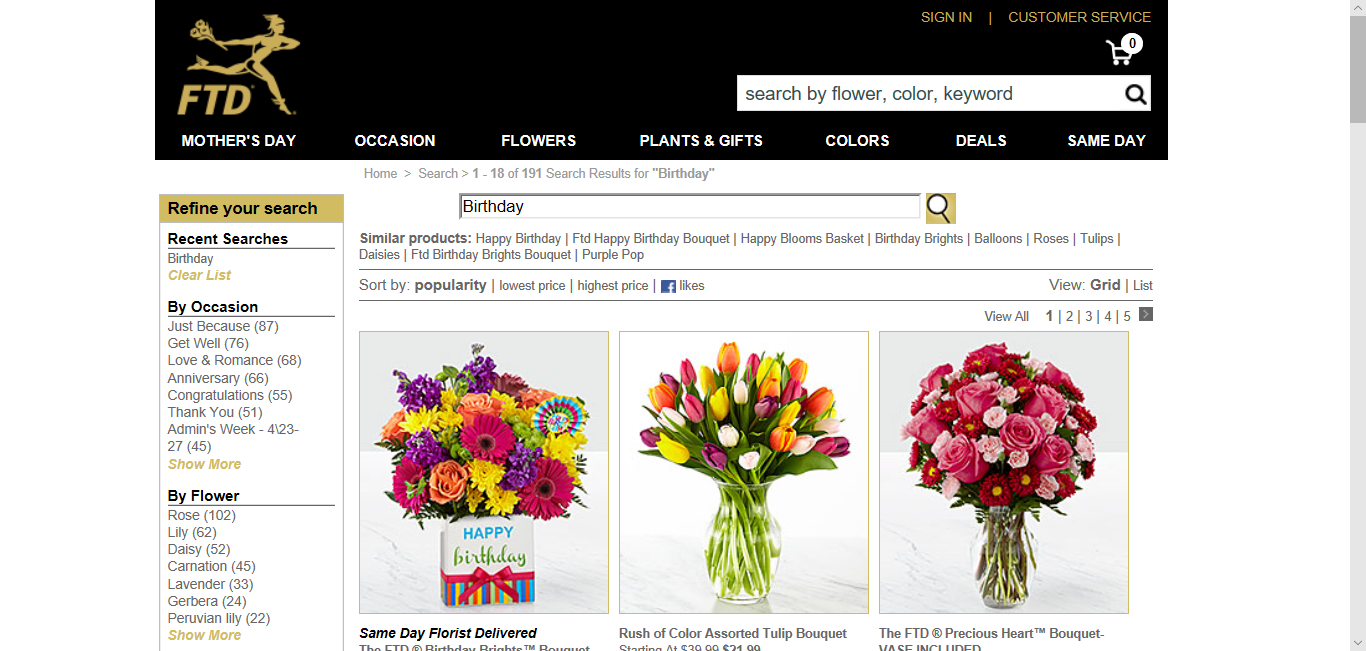 SIGN IN | CUSTOMER SERVICE
0
FTD
search by flower, color, keyword
MOTHER'S DAY OCCASION FLOWERS PLANTS & GIFTS COLORS DEALS SAME DAY
Home > Search > 1 - 18 of 191 Search Results for "Birthday"
Refine your search
Recent Searches
Birthday
Clear List
By Occasion
Just Because (87)
Get Well (76)
Love & Romance (68)
Anniversary (66)
Congratulations (55)
Thank You (51)
Admin's Week - 4\23-
27 (45)
Show More
By Flower
Rose (102)
Lily (62)
Daisy (52)
Carnation (45)
Lavender (33)
Gerbera (24)
Peruvian lily (22)
Show More
Birthday
Similar products: Happy Birthday | Ftd Happy Birthday Bouquet | Happy Blooms Basket | Birthday Brights | Balloons | Roses | Tulips |
Daisies | Ftd Birthday Brights Bouquet | Purple Pop
Sort by: popularity | lowest price | highest price | f likes
View: Grid | List
View All 1 | 2 | 3 | 4 | 5 >
HAPPY
birthday
Same Day Florist Delivered
The FTD ® Birthday Brights™ Bouquet
Rush of Color Assorted Tulip Bouquet
Starting At $39.99 $31.99
The FTD ® Precious Heart™ Bouquet-
VASE INCLUDED